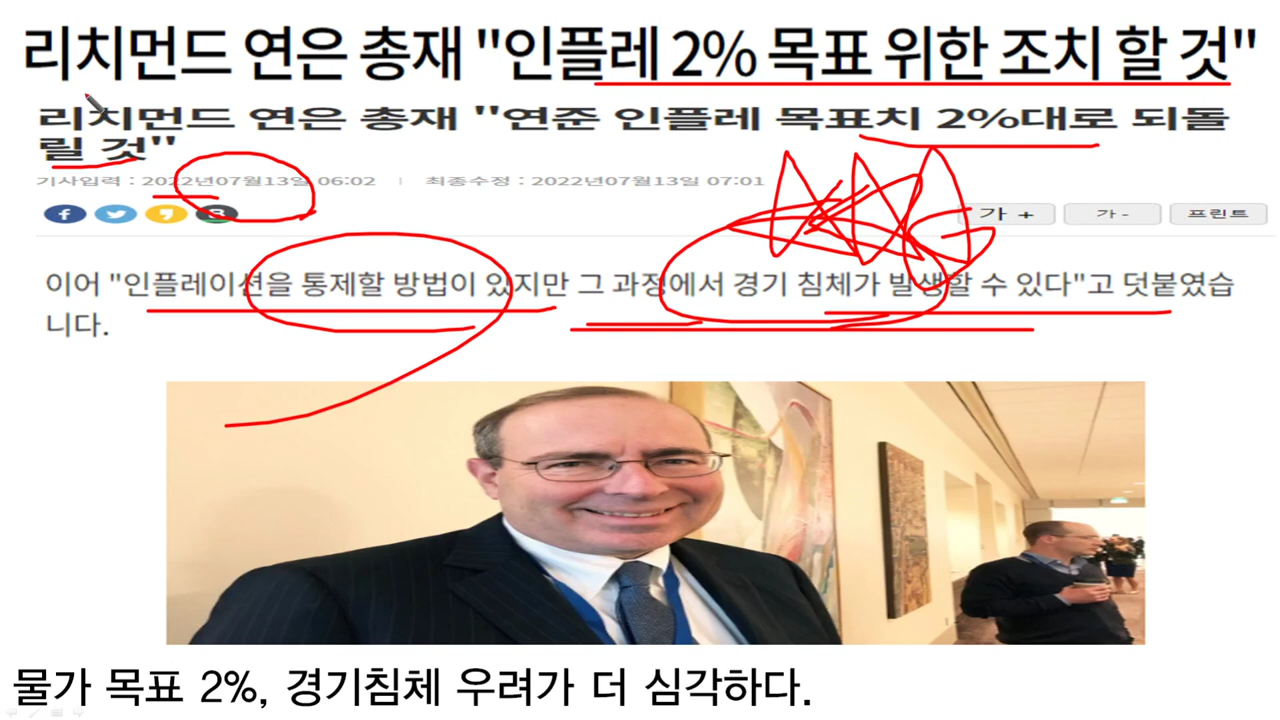 리치먼드 연은 총재 "인플레 2% 목표 위한 조치 할 것"
리치먼드 연은 총재 "연준 인플레 목표치 2%대로 되돌
릴 것"
기사입력 : 2022년07월13일 06:02 | 최종수정 : 2022년07월13일 07:01
가 + 가 - 프린트
이어 "인플레이션을 통제할 방법이 있지만 그 과정에서 경기 침체가 발생할 수 있다"고 덧붙였습
니다.
물가 목표 2%, 경기침체 우려가 더 심각하다.